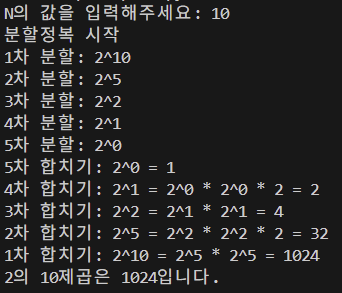 N의 값을 입력해주세요: 10
분할정복 시작
1차 분할: 2^10
2차 분할: 2^5
3차 분할: 2^2
4차 분할: 2^1
5차 분할: 2^0
5차 합치기: 2^0 = 1
4차 합치기: 2^1 = 2^0 * 2^0 * 2 = 2
3차 합치기: 2^2 = 2^1 * 2^1 = 4
2차 합치기: 2^5 = 2^2 * 2^2 * 2 = 32
1차 합치기: 2^10 = 2^5 * 2^5 = 1024
2의 10제곱은 1024입니다.